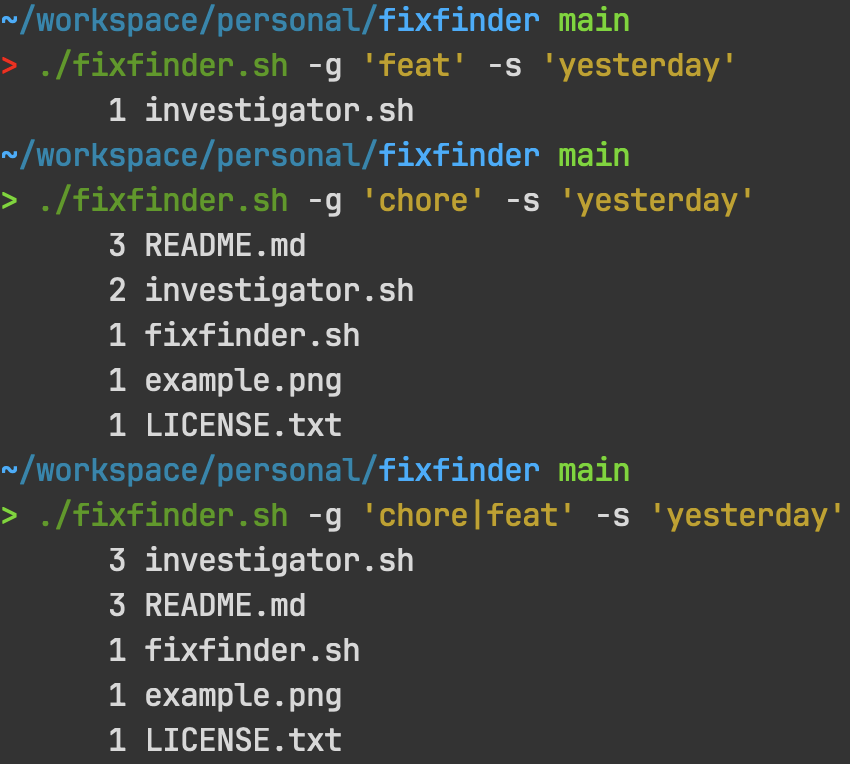 ~/workspace/personal/fixfinder main
> ./fixfinder.sh -g 'feat' -s 'yesterday'
      1 investigator.sh
~/workspace/personal/fixfinder main
> ./fixfinder.sh -g 'chore' -s 'yesterday'
      3 README.md
      2 investigator.sh
      1 fixfinder.sh
      1 example.png
      1 LICENSE.txt
~/workspace/personal/fixfinder main
> ./fixfinder.sh -g 'chore|feat' -s 'yesterday'
      3 investigator.sh
      3 README.md
      1 fixfinder.sh
      1 example.png
      1 LICENSE.txt